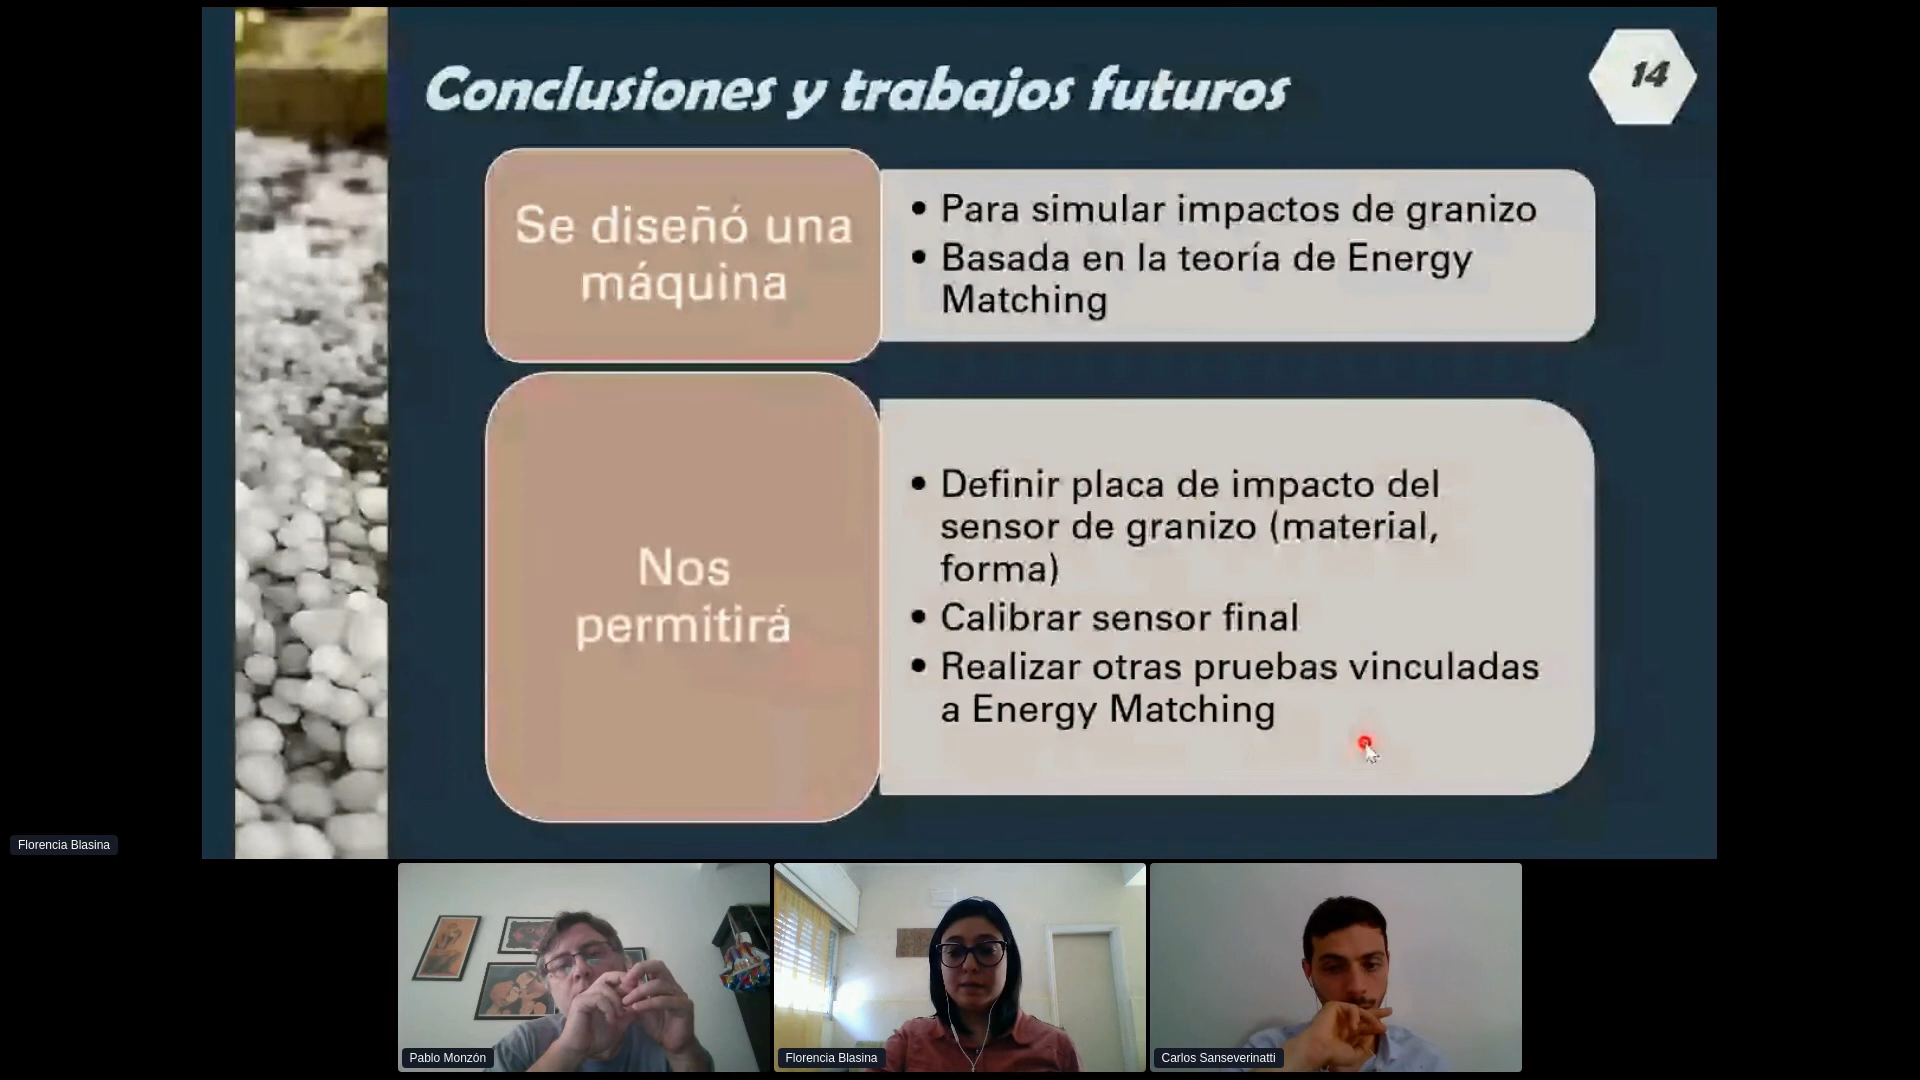 Conclusiones y trabajos futuros
14
Se diseñó una
máquina
• Para simular impactos de granizo
• Basada en la teoría de Energy
Matching
Nos
permitirá
• Definir placa de impacto del
sensor de granizo (material,
forma)
• Calibrar sensor final
• Realizar otras pruebas vinculadas
a Energy Matching
Florencia Blasina
Pablo Monzón
Florencia Blasina
Carlos Sanseverinatti